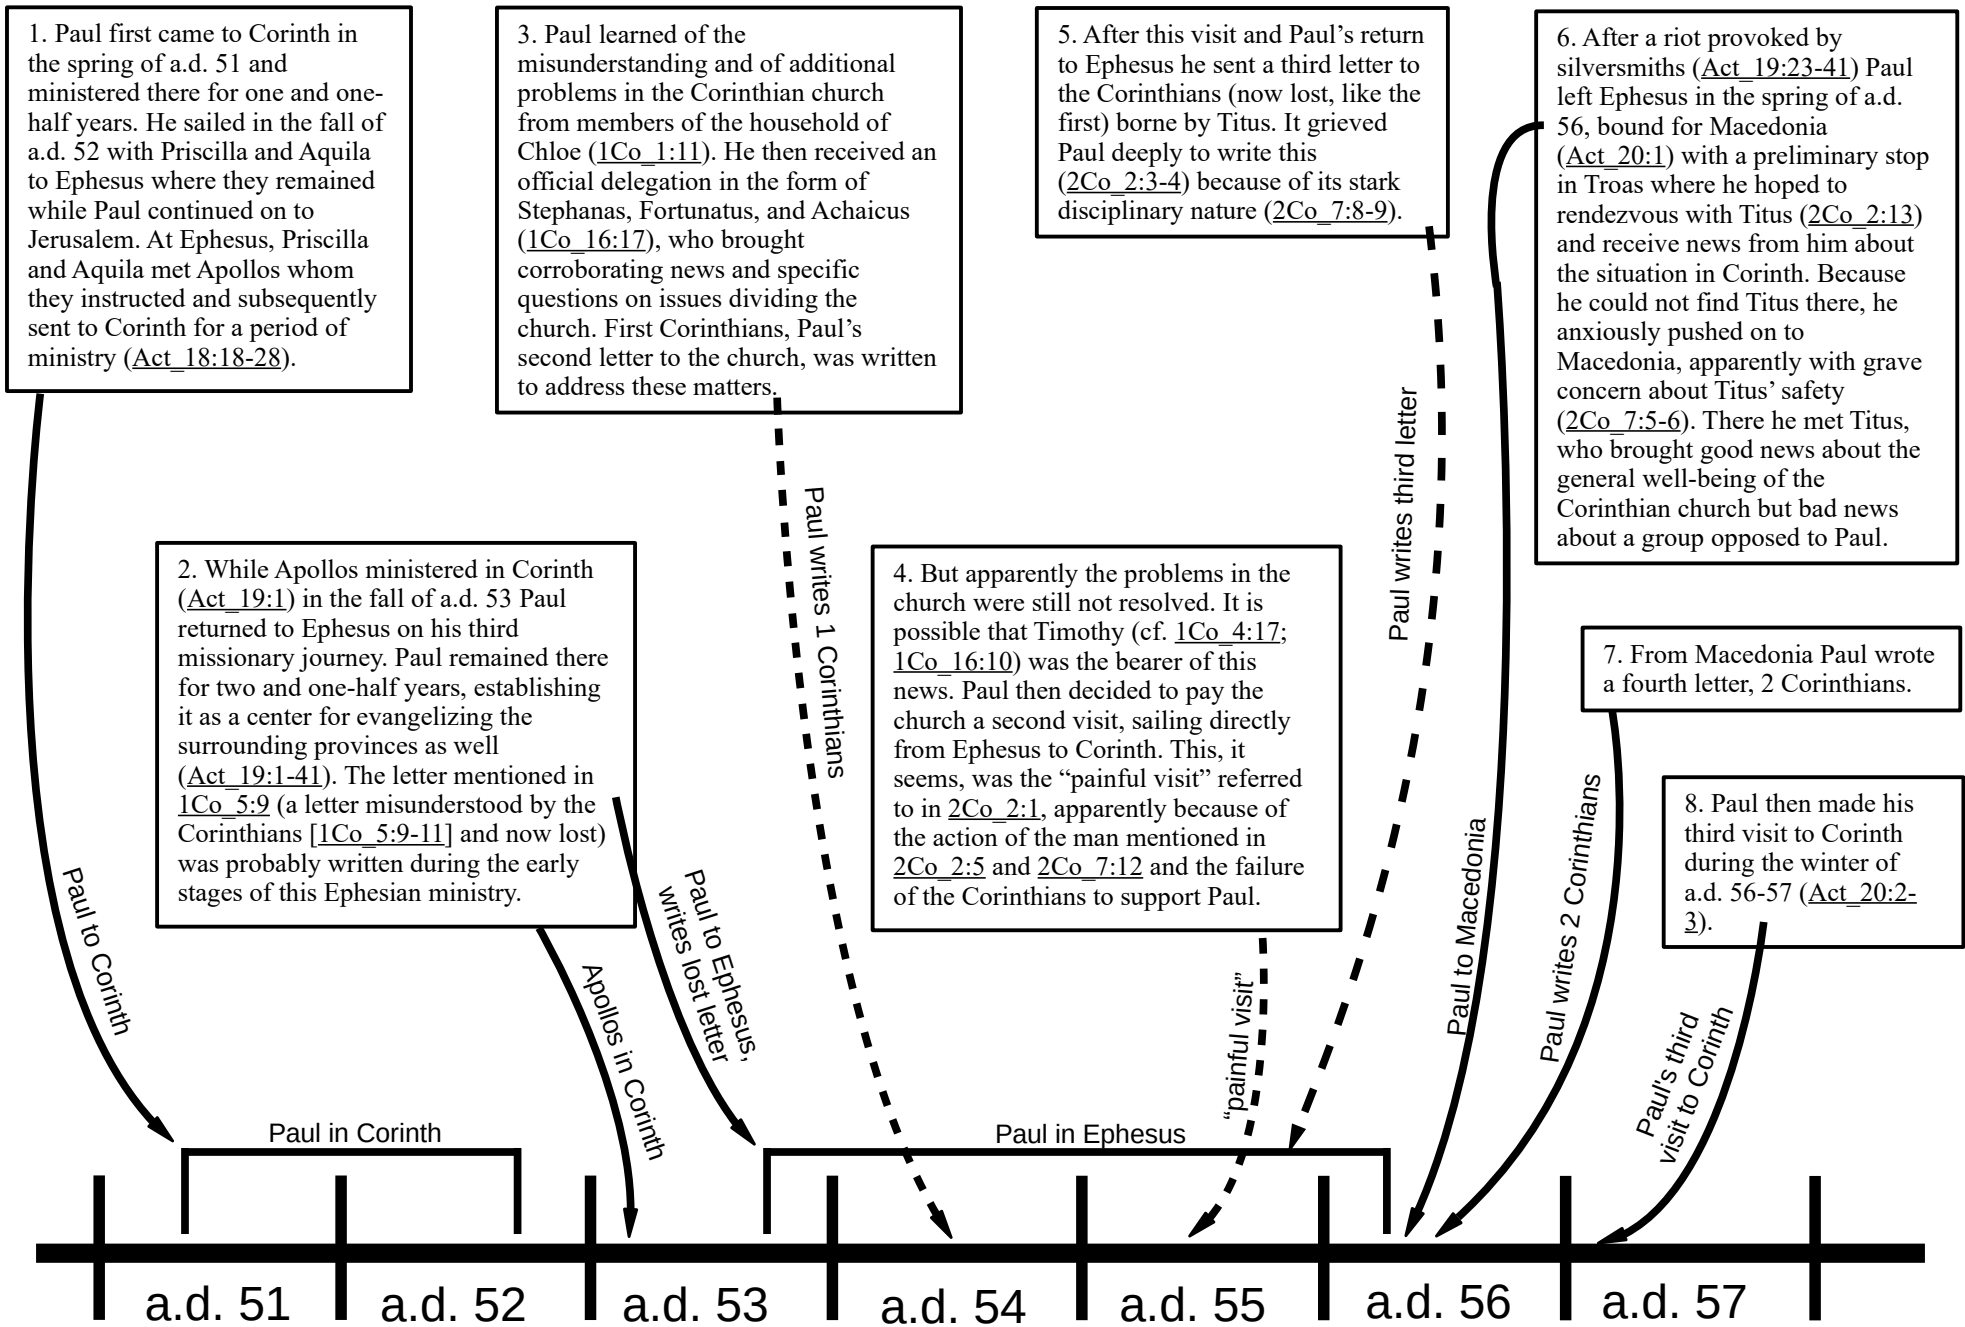 1. Paul first came to Corinth in
the spring of a.d. 51 and
ministered there for one and one-
half years. He sailed in the fall of
a.d. 52 with Priscilla and Aquila
to Ephesus where they remained
while Paul continued on to
Jerusalem. At Ephesus, Priscilla
and Aquila met Apollos whom
they instructed and subsequently
sent to Corinth for a period of
ministry (Act_18:18-28).
2. While Apollos ministered in Corinth
(Act_19:1) in the fall of a.d. 53 Paul
returned to Ephesus on his third
missionary journey. Paul remained there
for two and one-half years, establishing
it as a center for evangelizing the
surrounding provinces as well
(Act_19:1-41). The letter mentioned in
1Co_5:9 (a letter misunderstood by the
Corinthians [1Co_5:9-11] and now lost)
was probably written during the early
stages of this Ephesian ministry.
3. Paul learned of the
misunderstanding and of additional
problems in the Corinthian church
from members of the household of
Chloe (1Co_1:11). He then received an
official delegation in the form of
Stephanas, Fortunatus, and Achaicus
(1Co_16:17), who brought
corroborating news and specific
questions on issues dividing the
church. First Corinthians, Paul’s
second letter to the church, was written
to address these matters.
4. But apparently the problems in the
church were still not resolved. It is
possible that Timothy (cf. 1Co_4:17;
1Co_16:10) was the bearer of this
news. Paul then decided to pay the
church a second visit, sailing directly
from Ephesus to Corinth. This, it
seems, was the “painful visit” referred
to in 2Co_2:1, apparently because of
the action of the man mentioned in
2Co_2:5 and 2Co_7:12 and the failure
of the Corinthians to support Paul.
5. After this visit and Paul’s return
to Ephesus he sent a third letter to
the Corinthians (now lost, like the
first) borne by Titus. It grieved
Paul deeply to write this
(2Co_2:3-4) because of its stark
disciplinary nature (2Co_7:8-9).
6. After a riot provoked by
silversmiths (Act_19:23-41) Paul
left Ephesus in the spring of a.d.
56, bound for Macedonia
(Act_20:1) with a preliminary stop
in Troas where he hoped to
rendezvous with Titus (2Co_2:13)
and receive news from him about
the situation in Corinth. Because
he could not find Titus there, he
anxiously pushed on to
Macedonia, apparently with grave
concern about Titus’ safety
(2Co_7:5-6). There he met Titus,
who brought good news about the
general well-being of the
Corinthian church but bad news
about a group opposed to Paul.
7. From Macedonia Paul wrote
a fourth letter, 2 Corinthians.
8. Paul then made his
third visit to Corinth
during the winter of
a.d. 56-57 (Act_20:2-
3).
Paul to Corinth
Apollos in Corinth
Paul to Ephesus,
writes lost letter
Paul writes 1 Corinthians
“painful visit”
Paul writes third letter
Paul to Macedonia
Paul writes 2 Corinthians
Paul's third
visit to Corinth
Paul in Corinth
Paul in Ephesus
a.d. 51
a.d. 52
a.d. 53
a.d. 54
a.d. 55
a.d. 56
a.d. 57